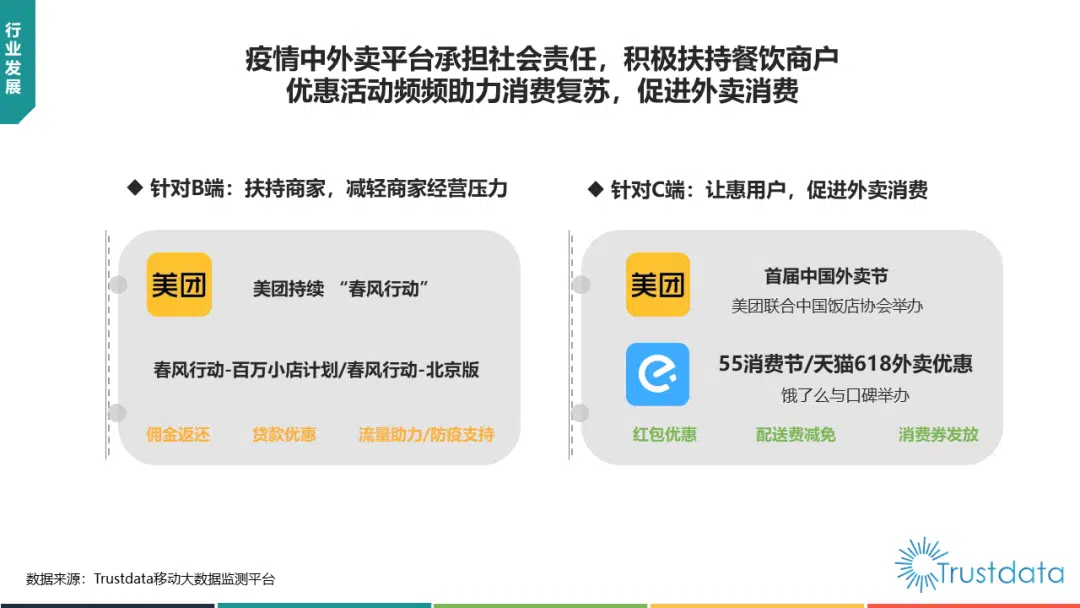 行业发展
疫情中外卖平台承担社会责任，积极扶持餐饮商户
优惠活动频频助力消费复苏，促进外卖消费
◆ 针对B端：扶持商家，减轻商家经营压力
美团
美团持续 “春风行动”
春风行动-百万小店计划/春风行动-北京版
佣金返还 贷款优惠 流量助力/防疫支持
◆ 针对C端：让惠用户，促进外卖消费
美团
首届中国外卖节
美团联合中国饭店协会举办
55消费节/天猫618外卖优惠
饿了么与口碑举办
红包优惠 配送费减免 消费券发放
数据来源：Trustdata移动大数据监测平台
Trustdata